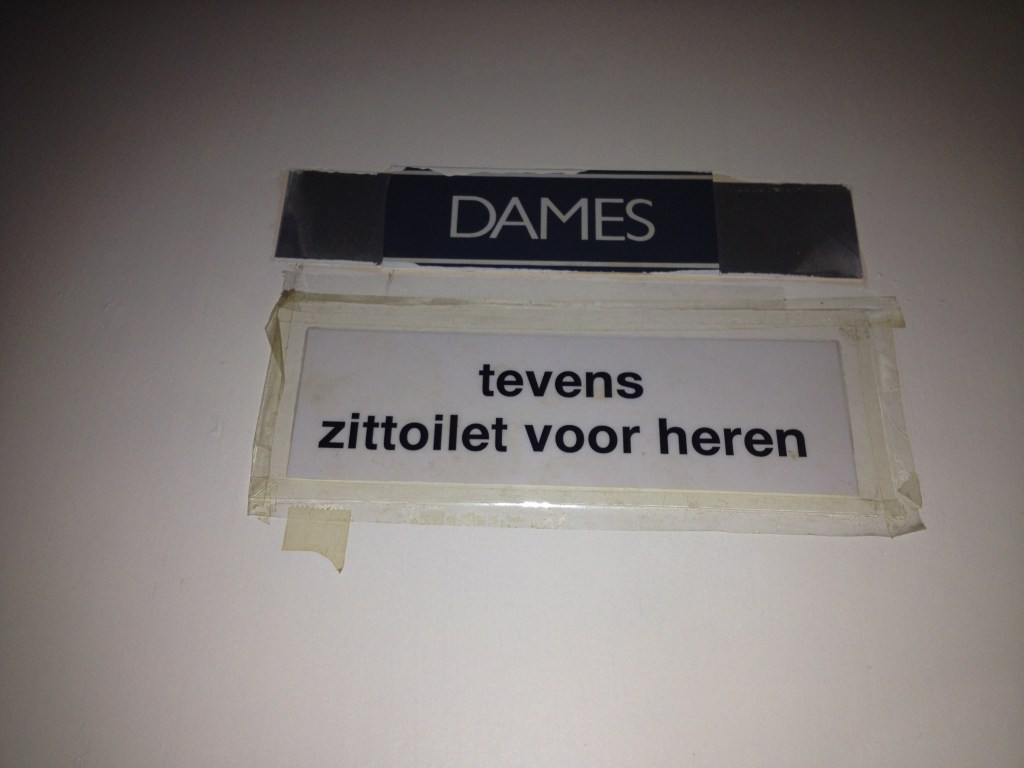 DAMES
tevens
zittoilet voor heren